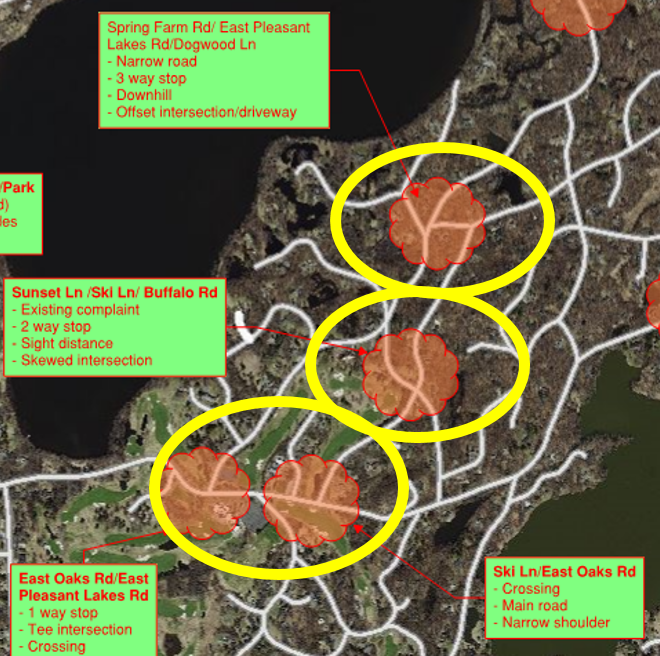 Spring Farm Rd/ East Pleasant
Lakes Rd/Dogwood Ln
- Narrow road
- 3 way stop
- Downhill
- Offset intersection/driveway
/Park
d)
les
Sunset Ln /Ski Ln/ Buffalo Rd
- Existing complaint
- 2 way stop
- Sight distance
- Skewed intersection
East Oaks Rd/East
Pleasant Lakes Rd
- 1 way stop
- Tee intersection
- Crossing
Ski Ln/East Oaks Rd
- Crossing
- Main road
- Narrow shoulder